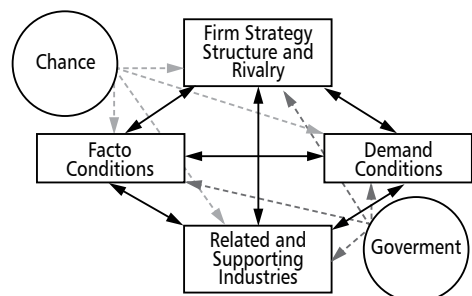 Firm Strategy
Structure and
Rivalry
Chance
Facto
Conditions
Demand
Conditions
Related and
Supporting
Industries
Goverment